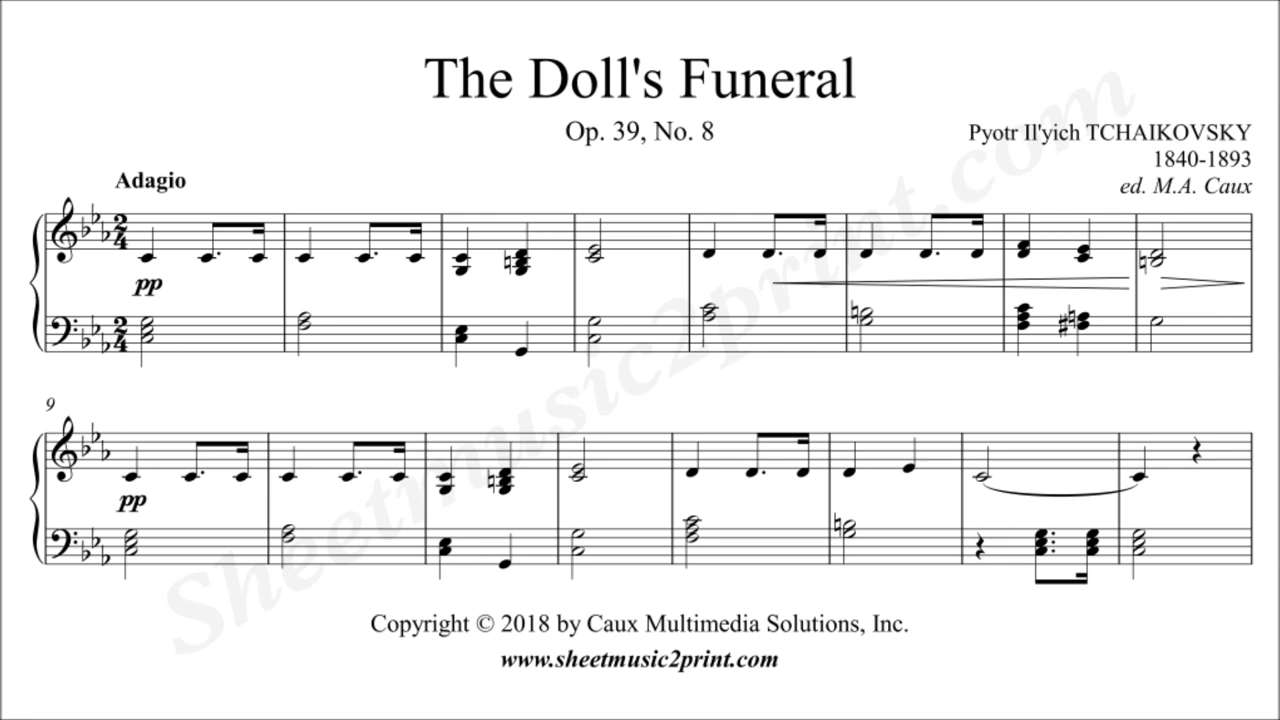 The Doll's Funeral
Op. 39, No. 8
Pyotr Il'yich TCHAIKOVSKY
1840-1893
ed. M.A. Caux
Adagio
pp
9
pp
Sheetmusic2print.com
Copyright © 2018 by Caux Multimedia Solutions, Inc.
www.sheetmusic2print.com